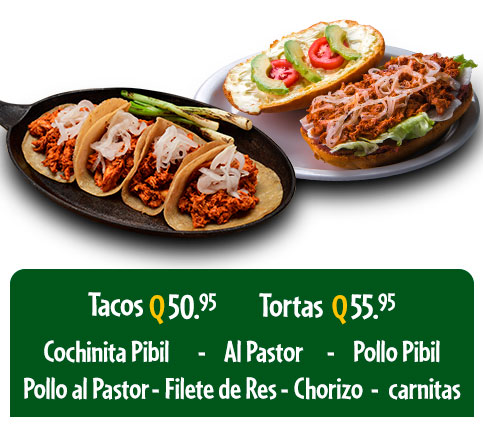 Tacos Q50.95 Tortas Q55.95
Cochinita Pibil - Al Pastor - Pollo Pibil
Pollo al Pastor - Filete de Res - Chorizo - carnitas